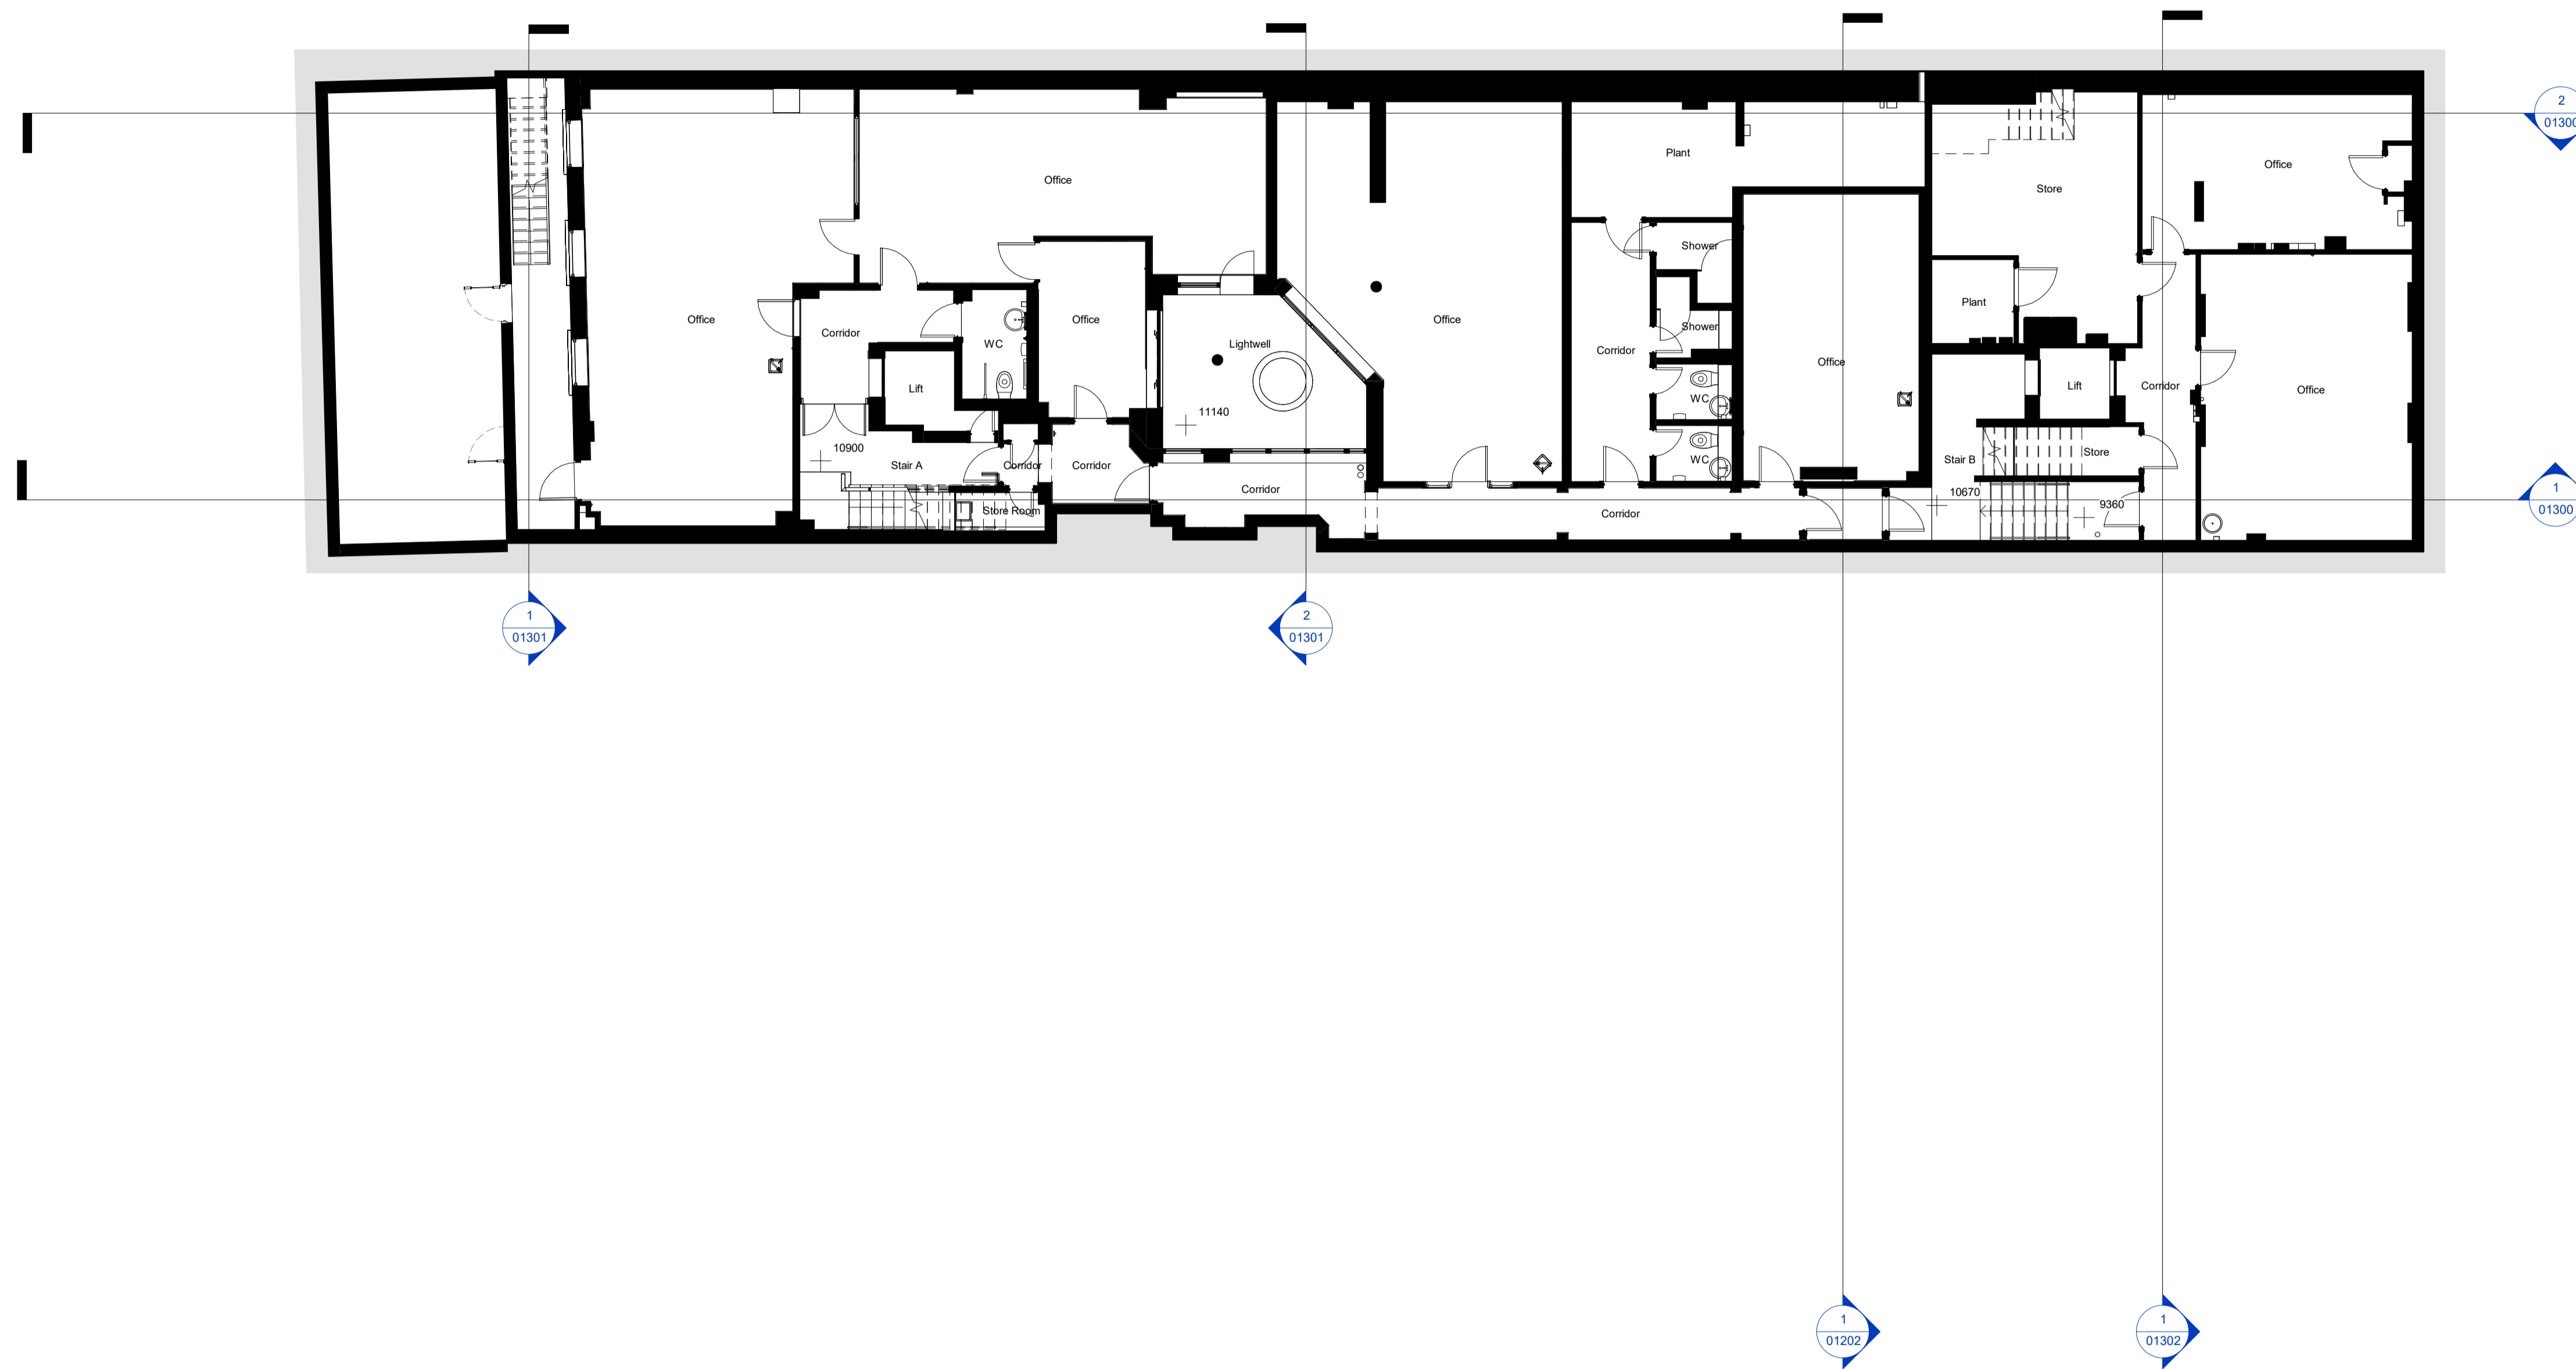 2
01300
Plant
Office
Office
Store
Shower
Plant
Office
Office
Office
Shower
Corridor
WC
Lightwell
Corridor
Office
Lift
Lift
Corridor
Office
WC
11140
10900
Stair A
Corridor
Corridor
WC
Store
Stair B
Corridor
10670
1
01300
Store Room
Corridor
9360
1
01301
2
01301
1
01202
1
01302